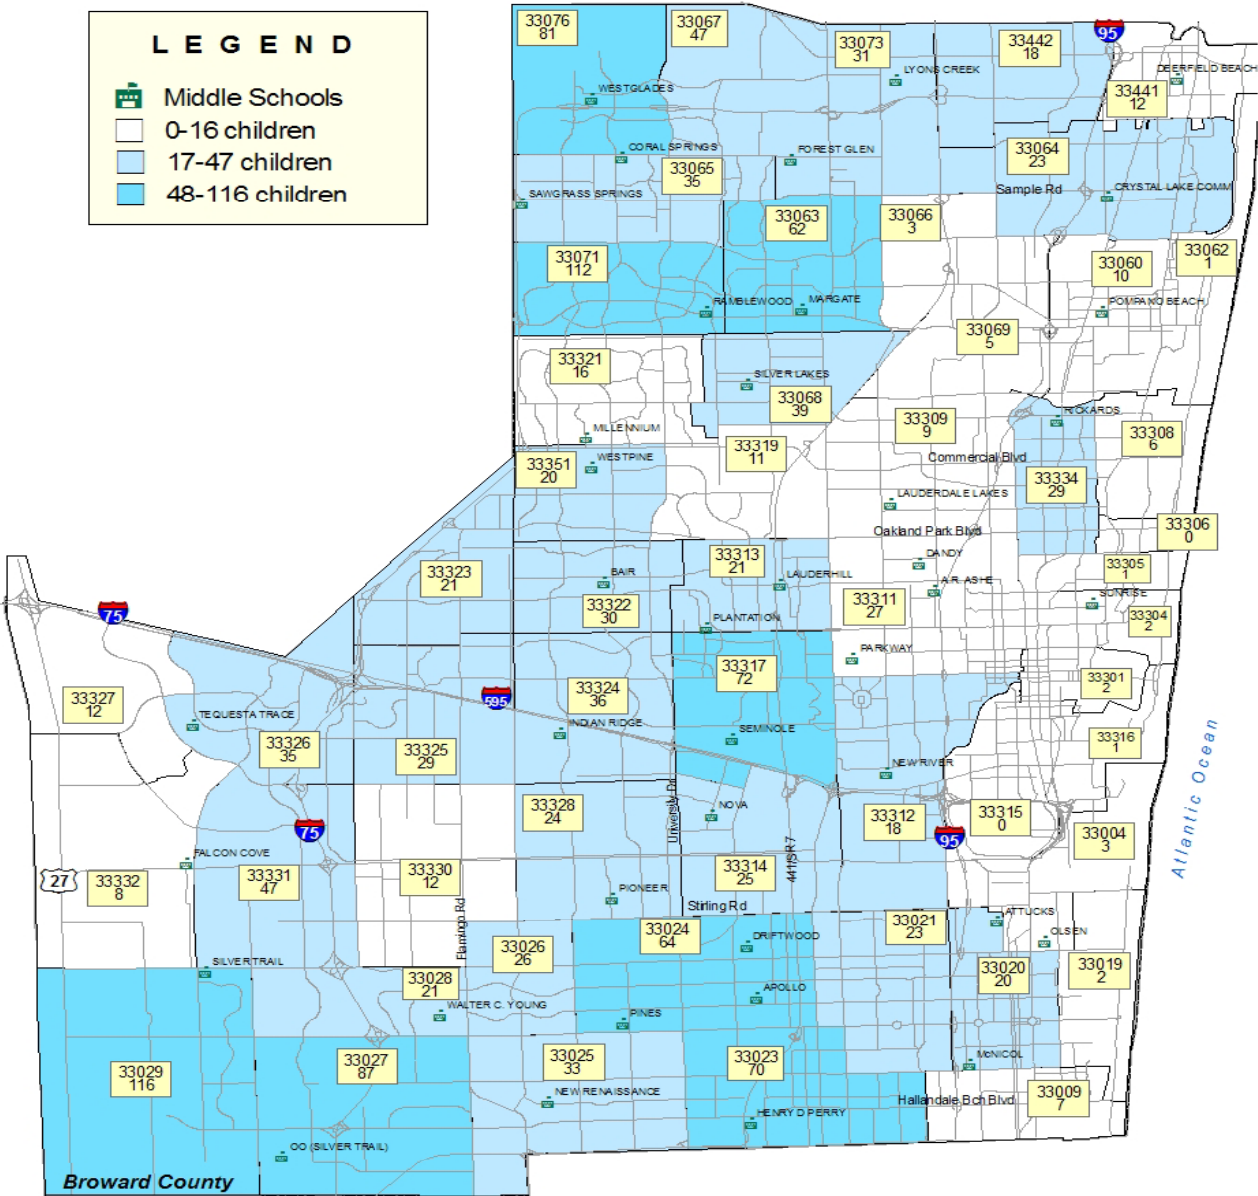 L E G E N D
Middle Schools
0-16 children
17-47 children
48-116 children
33076
81
33067
47
33073
31
33442
18
95
LYONS CREEK
DEERFIELD BEACH
WESTGLADES
33441
12
CORAL SPRINGS
FOREST GLEN
33064
23
33065
35
SAWGRASS SPRINGS
Sample Rd
CRYSTAL LAKE COMM
33063
62
33066
3
33071
112
33060
10
33062
1
RAMBLEWOOD
MARGATE
POMPANO BEACH
33069
5
33321
16
SILVER LAKES
33068
39
RICKARDS
33309
9
33308
6
MILLENNIUM
33319
11
Commercial Blvd
33351
20
WESTPINE
33334
29
LAUDERDALE LAKES
Oakland Park Blvd
33306
0
33313
21
DANDY
33305
1
33323
21
BAIR
LAUDERHILL
A.R. ASHE
SUNRISE
33322
30
33311
27
75
PLANTATION
33304
2
PARKWAY
33317
72
33301
2
33327
12
595
33324
36
TEQUESTA TRACE
INDIAN RIDGE
SEMINOLE
33326
35
33325
29
33316
1
NEW RIVER
Atlantic Ocean
33328
24
University Dr
NOVA
33312
18
33315
0
75
95
33004
3
FALCON COVE
441/SR 7
27
33332
8
33331
47
33330
12
33314
25
PIONEER
Stirling Rd
Flamingo Rd
33021
23
ATTUCKS
33024
64
DRIFTWOOD
OLSEN
33026
26
SILVER TRAIL
33020
20
33019
2
33028
21
APOLLO
WALTER C. YOUNG
PINES
33029
116
33027
87
33025
33
33023
70
McNICOL
NEW RENAISSANCE
Hallandale Bch Blvd
33009
7
HENRY D PERRY
OO (SILVER TRAIL)
Broward County